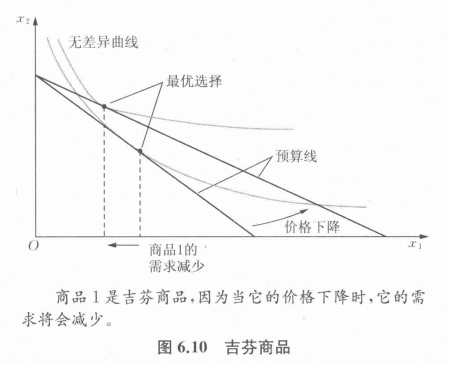 x₂
无差异曲线
最优选择
预算线
价格下降
O
x₁
商品1的
需求减少
商品 1 是吉芬商品,因为当它的价格下降时,它的需
求将会减少。
图 6.10 吉芬商品